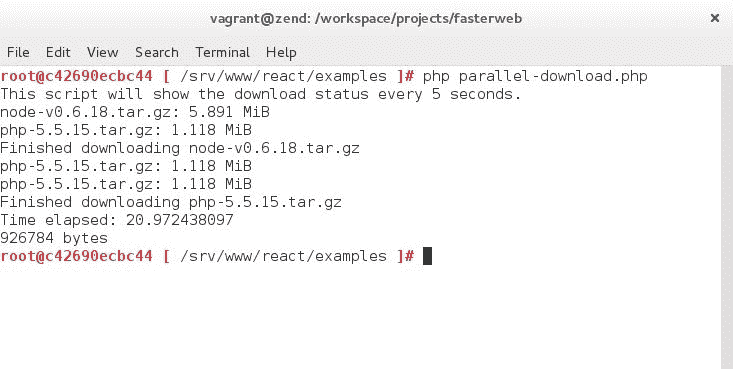 vagrant@zend: /workspace/projects/fasterweb
File Edit View Search Terminal Help
root@c42690ecbc44 [ /srv/www/react/examples ]# php parallel-download.php
This script will show the download status every 5 seconds.
node-v0.6.18.tar.gz: 5.891 MiB
php-5.5.15.tar.gz: 1.118 MiB
Finished downloading node-v0.6.18.tar.gz
php-5.5.15.tar.gz: 1.118 MiB
php-5.5.15.tar.gz: 1.118 MiB
Finished downloading php-5.5.15.tar.gz
Time elapsed: 20.972438097
926784 bytes
root@c42690ecbc44 [ /srv/www/react/examples ]#